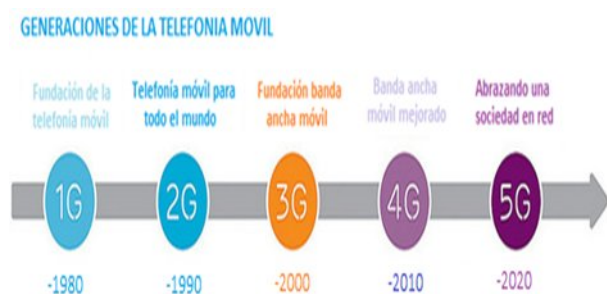 GENERACIONES DE LA TELEFONIA MOVIL
Fundación de la
telefonía móvil
Telefonía móvil para
todo el mundo
Fundación banda
ancha móvil
Banda ancha
móvil mejorado
Abrazando una
sociedad en red
1G
2G
3G
4G
5G
-1980
-1990
-2000
-2010
-2020